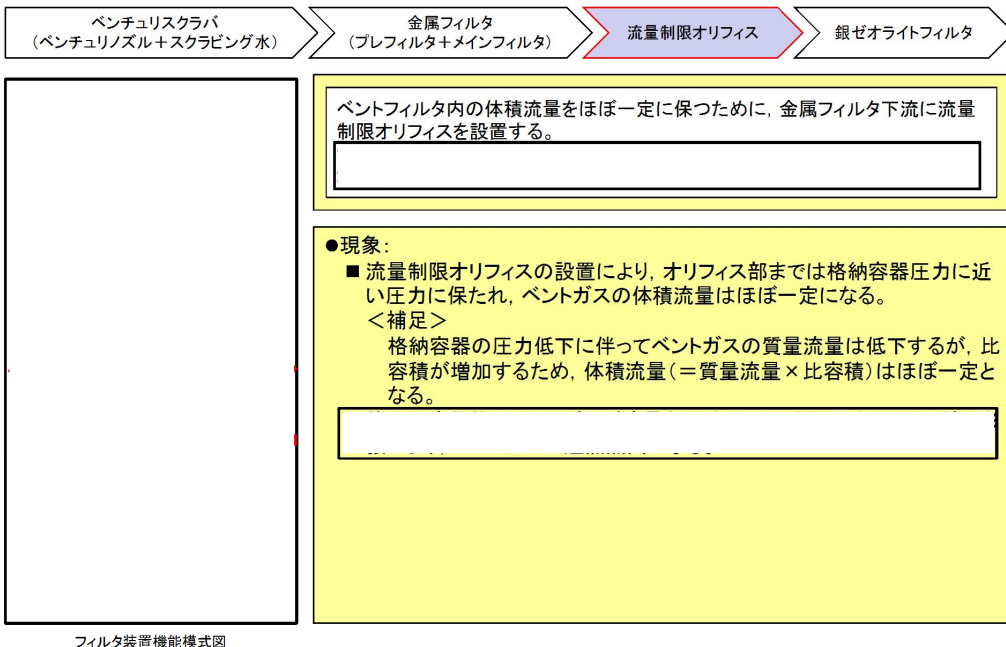 ベンチュリスクラバ
（ベンチュリノズル＋スクラビング水）
金属フィルタ
（プレフィルタ＋メインフィルタ）
流量制限オリフィス
銀ゼオライトフィルタ
ベントフィルタ内の体積流量をほぼ一定に保つために，金属フィルタ下流に流量
制限オリフィスを設置する。
●現象：
■ 流量制限オリフィスの設置により，オリフィス部までは格納容器圧力に近
い圧力に保たれ，ベントガスの体積流量はほぼ一定になる。
＜補足＞
格納容器の圧力低下に伴ってベントガスの質量流量は低下するが，比
容積が増加するため，体積流量（＝質量流量×比容積）はほぼ一定と
なる。
フィルタ装置機能模式図